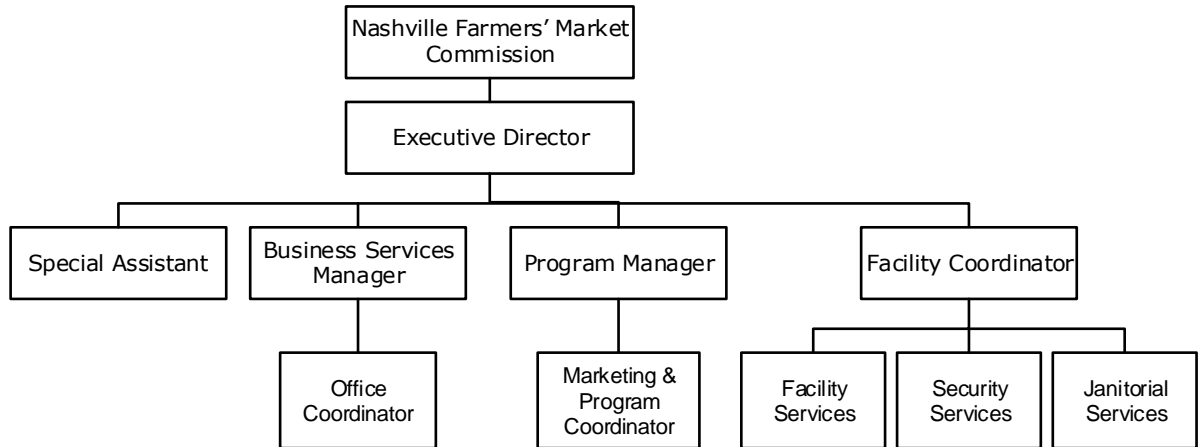 Nashville Farmers’ Market
Commission
Executive Director
Special Assistant
Business Services
Manager
Program Manager
Facility Coordinator
Office
Coordinator
Marketing &
Program
Coordinator
Facility
Services
Security
Services
Janitorial
Services